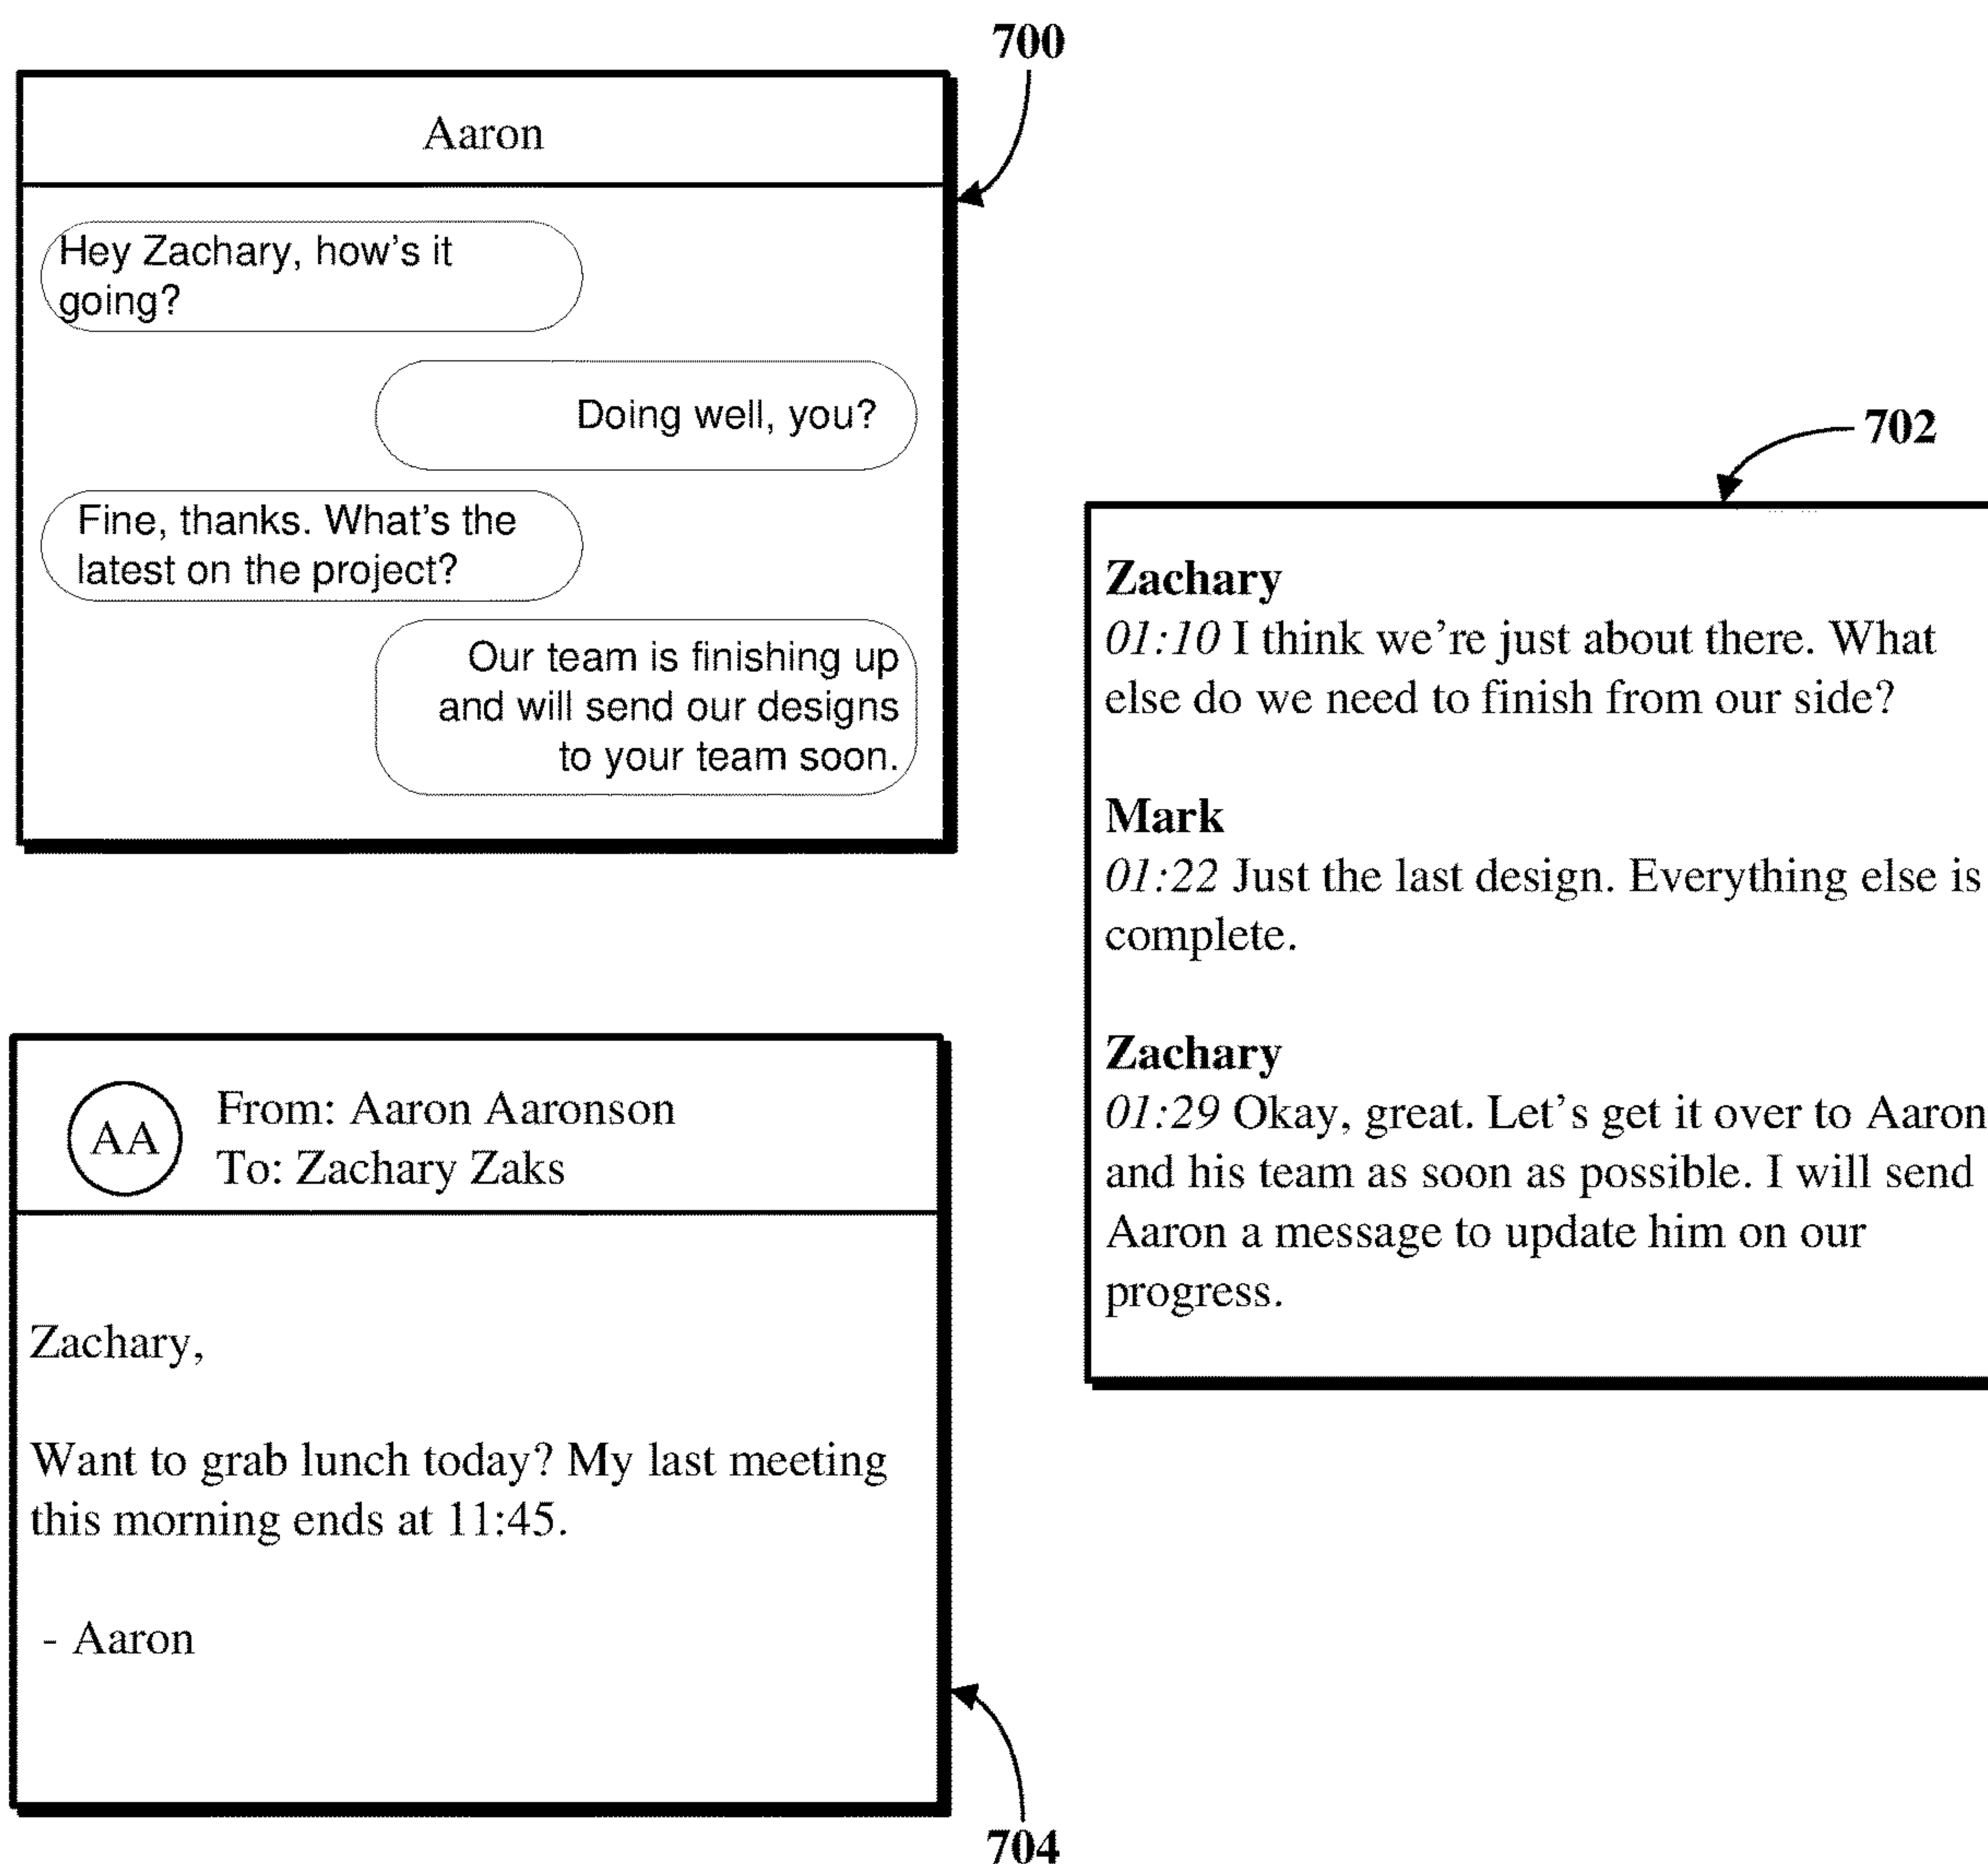 700
Aaron
Hey Zachary, how's it
going?
Doing well, you?
Fine, thanks. What's the
latest on the project?
Our team is finishing up
and will send our designs
to your team soon.
702
Zachary
01:10 I think we're just about there. What
else do we need to finish from our side?
Mark
01:22 Just the last design. Everything else is
complete.
Zachary
01:29 Okay, great. Let's get it over to Aaron
and his team as soon as possible. I will send
Aaron a message to update him on our
progress.
AA
From: Aaron Aaronson
To: Zachary Zaks
Zachary,
Want to grab lunch today? My last meeting
this morning ends at 11:45.
- Aaron
704